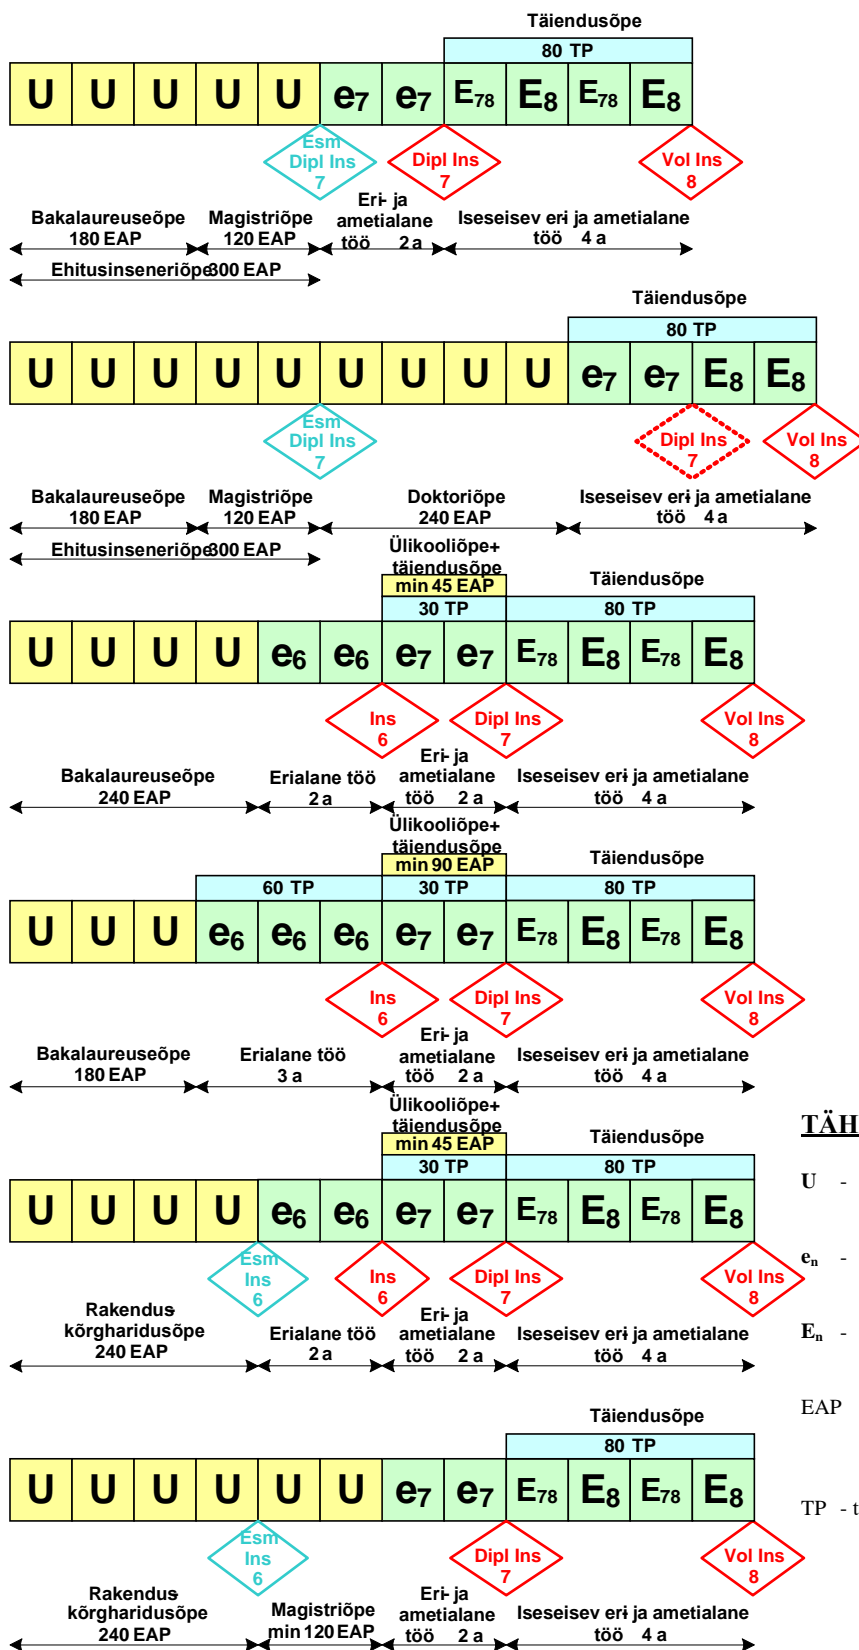 Täiendusõpe
80 TP
U U U U U e7 e7 E78 E8 E78 E8
Esm
Dipl Ins
7
Dipl Ins
7
Vol Ins
8
Bakalaureuseõpe
180 EAP
Magistriõpe
120 EAP
Eri- ja
ametialane
töö 2 a
Iseseisev eri- ja ametialane
töö 4 a
Ehitusinseneriõpe 300 EAP
Täiendusõpe
80 TP
U U U U U U U U U e7 e7 E8 E8
Esm
Dipl Ins
7
Dipl Ins
7
Vol Ins
8
Bakalaureuseõpe
180 EAP
Magistriõpe
120 EAP
Doktoriõpe
240 EAP
Iseseisev eri- ja ametialane
töö 4 a
Ehitusinseneriõpe 300 EAP
Ülikooliõpe+
täiendusõpe
min 45 EAP
30 TP
Täiendusõpe
80 TP
U U U U e6 e6 e7 e7 E78 E8 E78 E8
Ins
6
Dipl Ins
7
Vol Ins
8
Bakalaureuseõpe
240 EAP
Erialane töö
2 a
Eri- ja
ametialane
töö 2 a
Iseseisev eri- ja ametialane
töö 4 a
Ülikooliõpe+
täiendusõpe
min 90 EAP
60 TP
30 TP
Täiendusõpe
80 TP
U U U e6 e6 e6 e7 e7 E78 E8 E78 E8
Ins
6
Dipl Ins
7
Vol Ins
8
Bakalaureuseõpe
180 EAP
Erialane töö
3 a
Eri- ja
ametialane
töö 2 a
Iseseisev eri- ja ametialane
töö 4 a
Ülikooliõpe+
täiendusõpe
min 45 EAP
30 TP
Täiendusõpe
80 TP
U U U U e6 e6 e7 e7 E78 E8 E78 E8
Esm
Ins
6
Ins
6
Dipl Ins
7
Vol Ins
8
Rakendus-
kõrgharidusõpe
240 EAP
Erialane töö
2 a
Eri- ja
ametialane
töö 2 a
Iseseisev eri- ja ametialane
töö 4 a
Täiendusõpe
80 TP
U U U U U U e7 e7 E78 E8 E78 E8
Esm
Ins
6
Dipl Ins
7
Vol Ins
8
Rakendus-
kõrgharidusõpe
240 EAP
Magistriõpe
min 120 EAP
Eri- ja
ametialane
töö 2 a
Iseseisev eri- ja ametialane
töö 4 a
TÄH
U -
en -
En -
EAP
TP - t